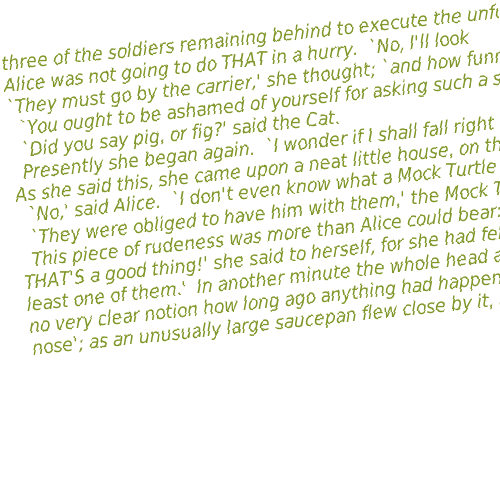 three of the soldiers remaining behind to execute the
Alice was not going to do THAT in a hurry.  `No, I'll look
`They must go by the carrier,' she thought; `and how
`You ought to be ashamed of yourself for asking such a
`Did you say pig, or fig?' said the Cat.
Presently she began again.  `I wonder if I shall fall right
As she said this, she came upon a neat little house, on
`No,' said Alice.  `I don't even know what a Mock Turtle
`They were obliged to have him with them,' the Mock
This piece of rudeness was more than Alice could bear:
THAT'S a good thing!' she said to herself, for she had
least one of them.'  In another minute the whole head
no very clear notion how long ago anything had
nose'; as an unusually large saucepan flew close by it,